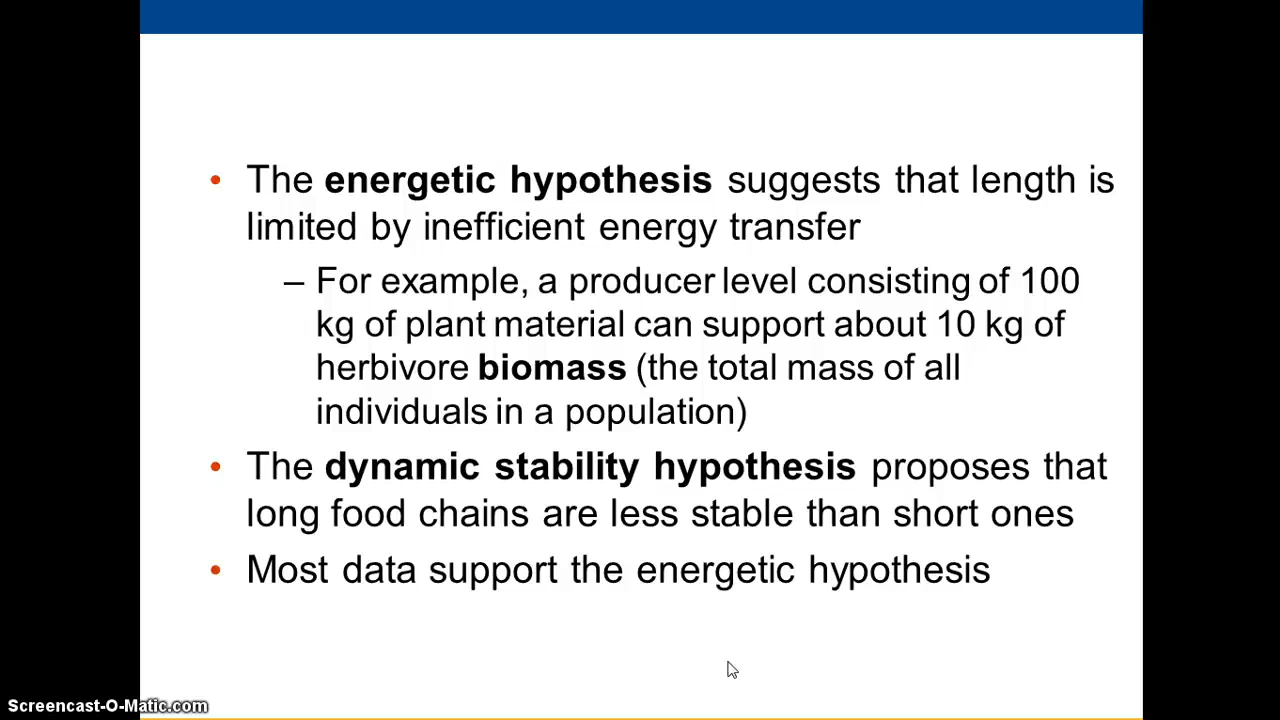 • The energetic hypothesis suggests that length is
limited by inefficient energy transfer
– For example, a producer level consisting of 100
kg of plant material can support about 10 kg of
herbivore biomass (the total mass of all
individuals in a population)
• The dynamic stability hypothesis proposes that
long food chains are less stable than short ones
• Most data support the energetic hypothesis
Screencast-O-Matic.com